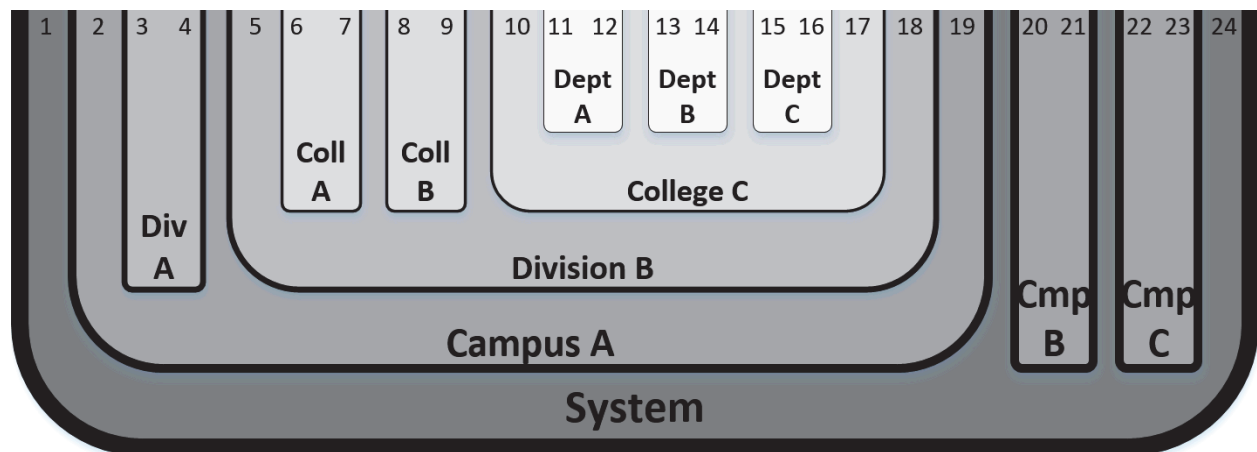 1 2 3 4 5 6 7 8 9 10 11 12 13 14 15 16 17 18 19 20 21 22 23 24
Dept Dept Dept
A B C
Coll Coll
A B
College C
Div
A
Division B
Cmp Cmp
B C
Campus A
System